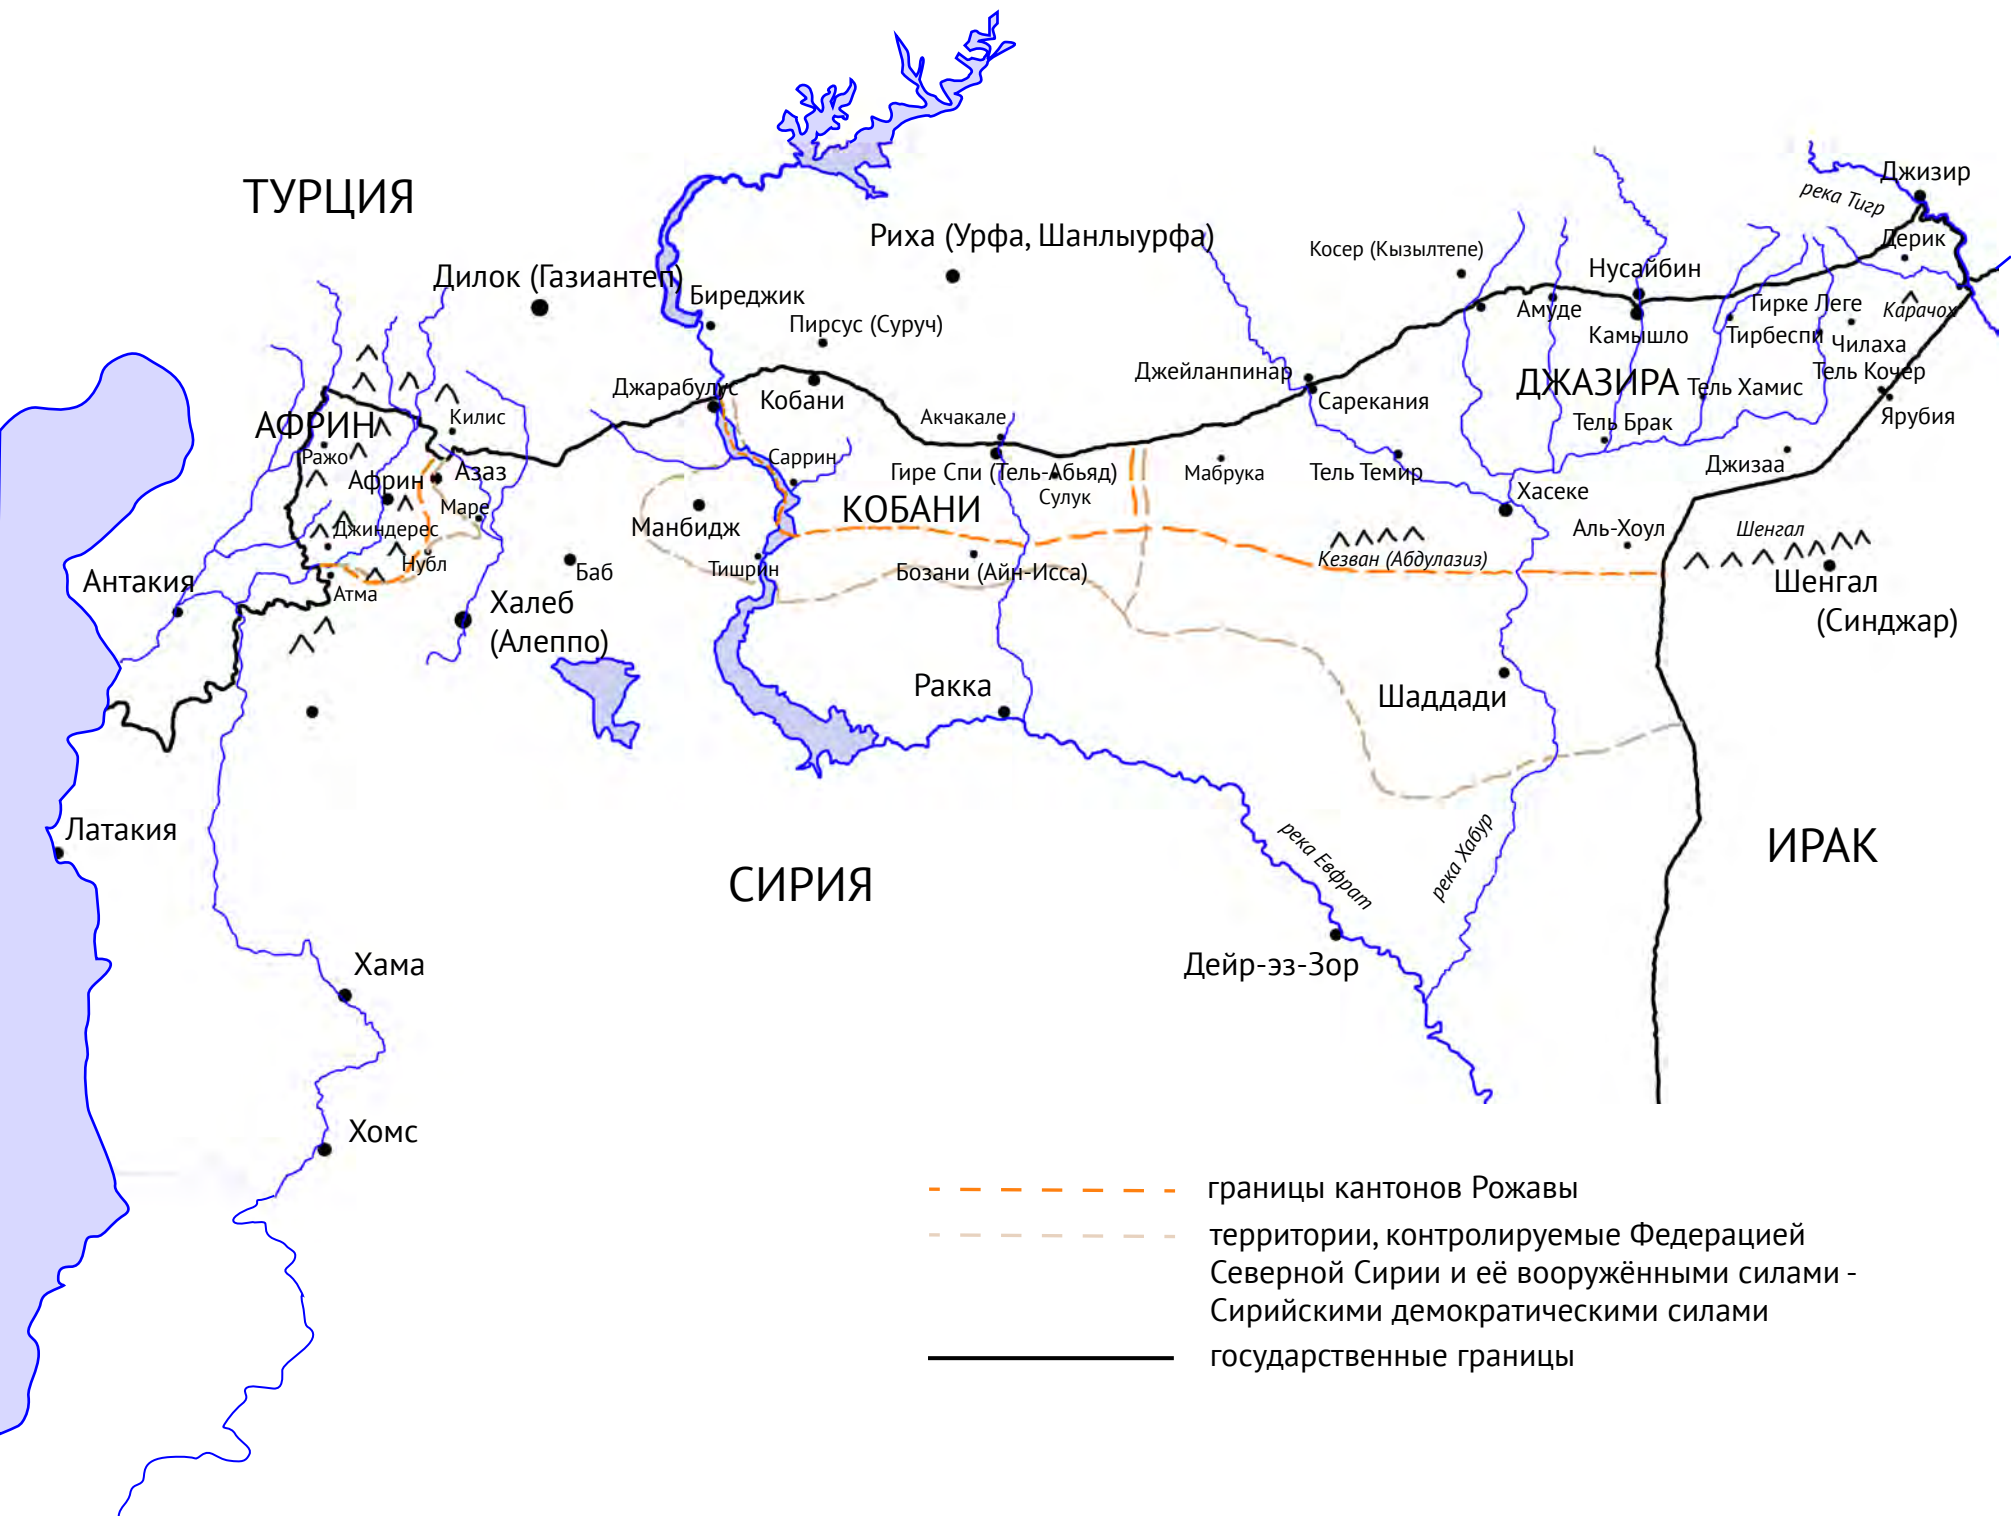 ТУРЦИЯ
Джизир
река Тигр
Дерик
Риха (Урфа, Шанлыурфа)
Косер (Кызылтепе)
Дилок (Газиантеп)
Нусайбин
Биреджик
Амуде
Гирке Леге
Карачох
Пирсус (Суруч)
Камышло
Тирбеспи
Чилаха
Джейланпинар
Тель Кочер
Джарабулус
Кобани
ДЖАЗИРА
Тель Хамис
Сарекания
Килис
Акчакале
Ярубия
АФРИН
Тель Брак
Ражо
Саррин
Азаз
Гире Спи (Тель-Абьяд)
Мабрука
Тель Темир
Джизаа
Африн
Сулук
Хасеке
Маре
КОБАНИ
Манбидж
Джиндерес
Аль-Хоул
Шенгал
Нубл
Баб
Тишрин
Бозани (Айн-Исса)
Кезван (Абдулазиз)
Антакия
Атма
Шенгал
(Синджар)
Халеб
(Алеппо)
Ракка
Шаддади
Латакия
река Евфрат
река Хабур
ИРАК
СИРИЯ
Хама
Дейр-эз-Зор
Хомс
границы кантонов Рожавы
территории, контролируемые Федерацией
Северной Сирии и её вооружёнными силами -
Сирийскими демократическими силами
государственные границы